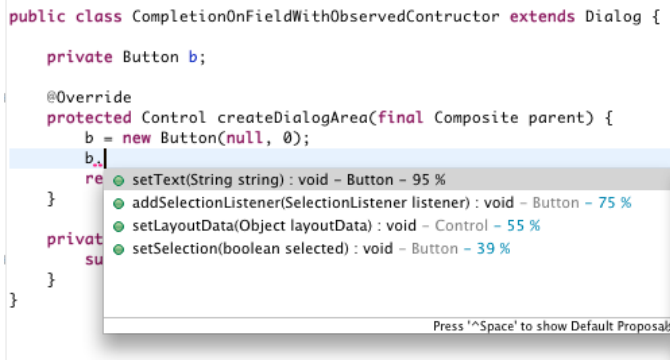 public class CompletionOnFieldWithObservedContructor extends Dialog {
private Button b;
@Override
protected Control createDialogArea(final Composite parent) {
b = new Button(null, 0);
b.
re
setText(String string) : void – Button – 95 %
addSelectionListener(SelectionListener listener) : void – Button – 75 %
}
setLayoutData(Object layoutData) : void – Control – 55 %
privat
setSelection(boolean selected) : void – Button – 39 %
su
}
}
Press '^Space' to show Default Proposals